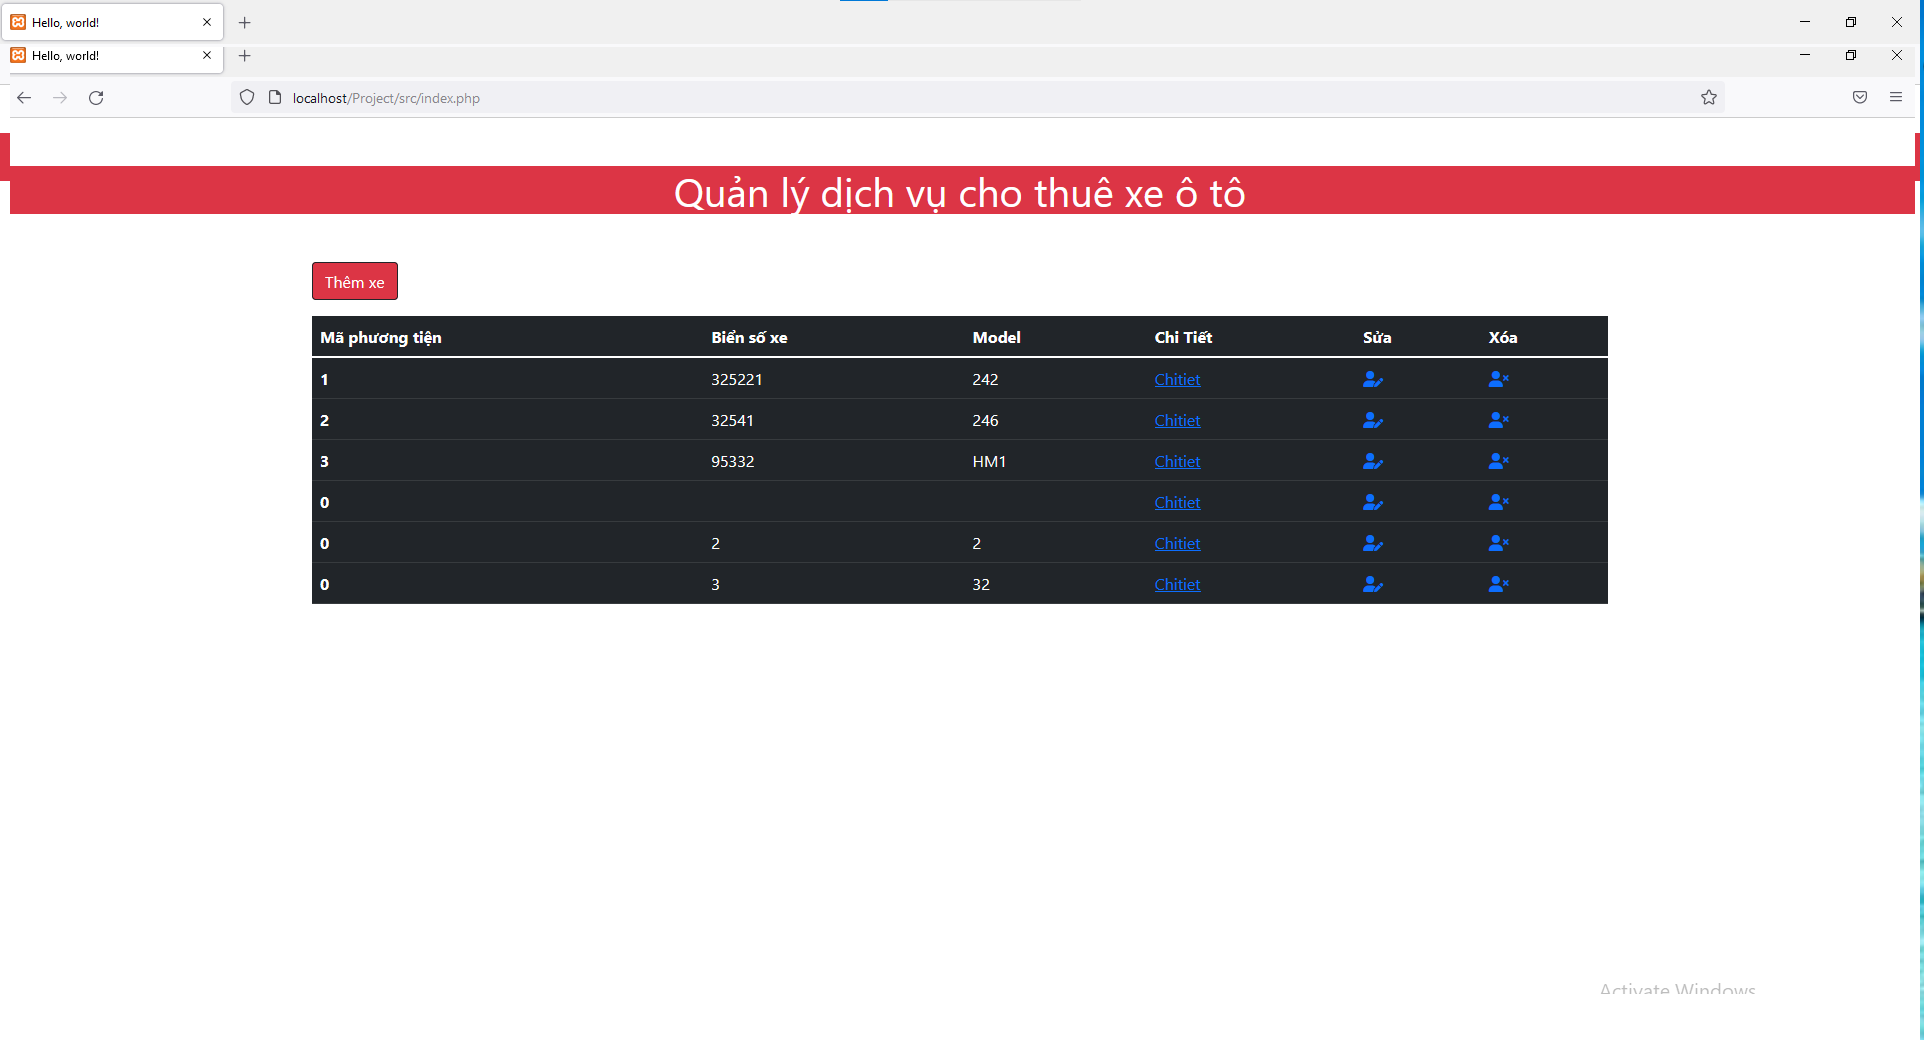 Hello, world!
Hello, world!
localhost/Project/src/index.php
Quản lý dịch vụ cho thuê xe ô tô
Thêm xe
Mã phương tiện Biển số xe Model Chi Tiết Sửa Xóa
1 325221 242 Chitiet
2 32541 246 Chitiet
3 95332 HM1 Chitiet
0 Chitiet
0 2 2 Chitiet
0 3 32 Chitiet
Activate Windows